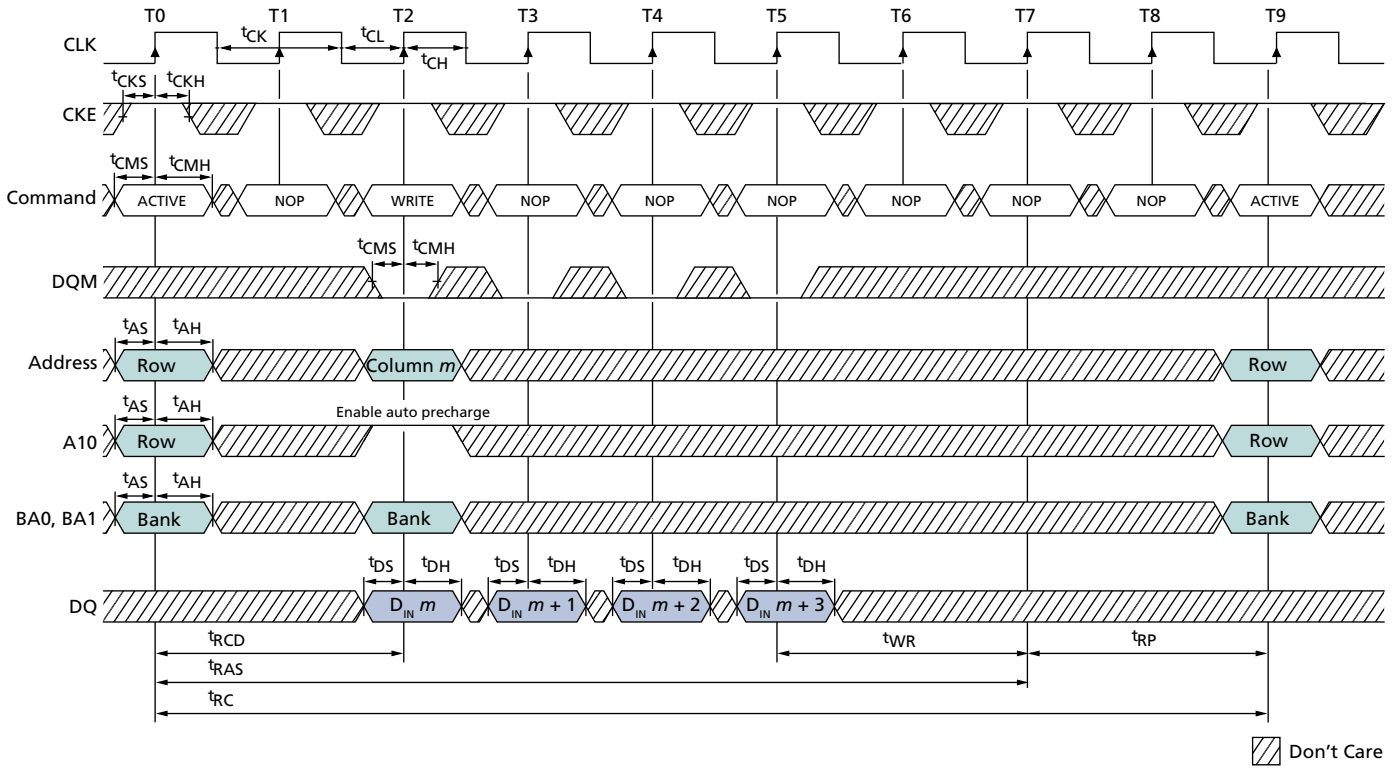 T0 T1 T2 T3 T4 T5 T6 T7 T8 T9
CLK
tCK tCL
tCH
tCKS tCKH
CKE
tCMS tCMH
Command ACTIVE NOP WRITE NOP NOP NOP NOP NOP NOP ACTIVE
tCMS tCMH
DQM
tAS tAH
Address Row Column m Row
tAS tAH Enable auto precharge
A10 Row Row
tAS tAH
BA0, BA1 Bank Bank Bank
tDS tDH tDS tDH tDS tDH tDS tDH
DQ DIN m DIN m + 1 DIN m + 2 DIN m + 3
tRCD tWR tRP
tRAS
tRC
Don't Care